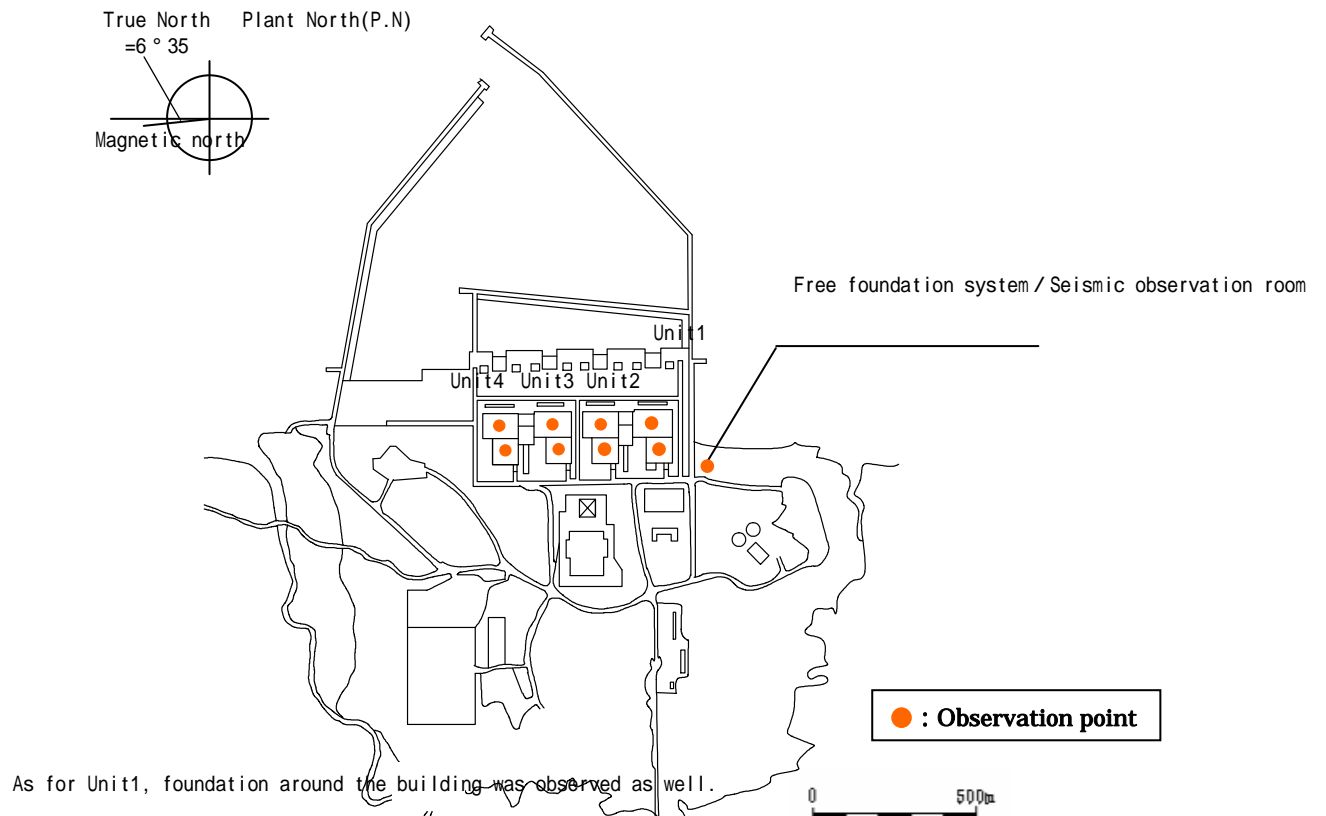 True North Plant North(P.N)
=6°35
Magnetic north
Free foundation system／Seismic observation room
Unit1
Unit4 Unit3 Unit2
: Observation point
As for Unit1, foundation around the building was observed as well.
0 500m